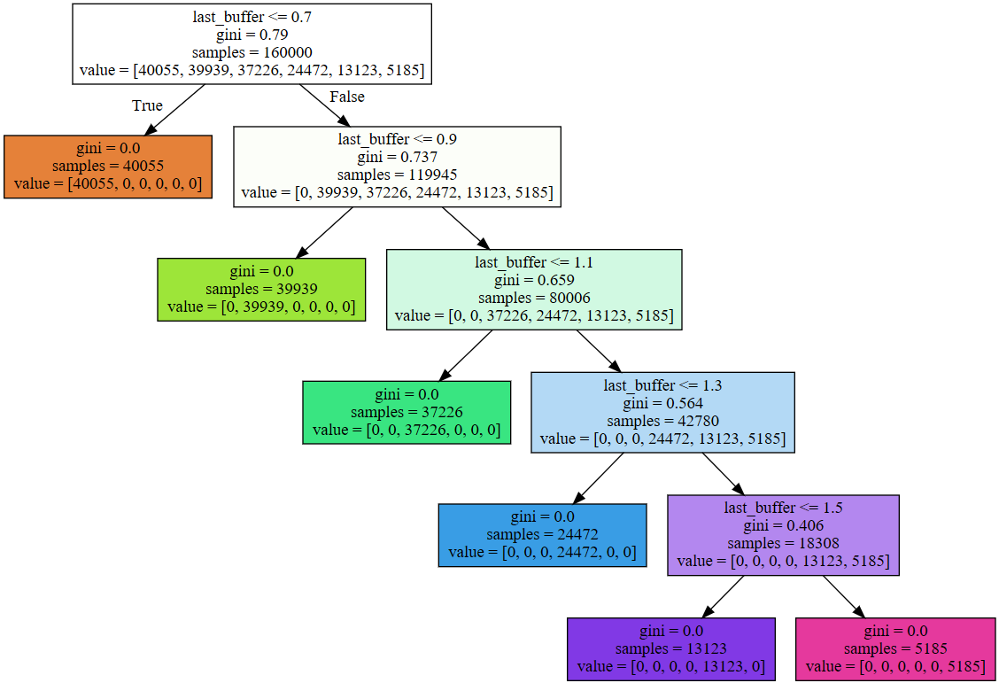 last_buffer <= 0.7
gini = 0.79
samples = 160000
value = [40055, 39939, 37226, 24472, 13123, 5185]
True
False
gini = 0.0
samples = 40055
value = [40055, 0, 0, 0, 0, 0]
last_buffer <= 0.9
gini = 0.737
samples = 119945
value = [0, 39939, 37226, 24472, 13123, 5185]
gini = 0.0
samples = 39939
value = [0, 39939, 0, 0, 0, 0]
last_buffer <= 1.1
gini = 0.659
samples = 80006
value = [0, 0, 37226, 24472, 13123, 5185]
gini = 0.0
samples = 37226
value = [0, 0, 37226, 0, 0, 0]
last_buffer <= 1.3
gini = 0.564
samples = 42780
value = [0, 0, 0, 24472, 13123, 5185]
gini = 0.0
samples = 24472
value = [0, 0, 0, 24472, 0, 0]
last_buffer <= 1.5
gini = 0.406
samples = 18308
value = [0, 0, 0, 0, 13123, 5185]
gini = 0.0
samples = 13123
value = [0, 0, 0, 0, 13123, 0]
gini = 0.0
samples = 5185
value = [0, 0, 0, 0, 0, 5185]